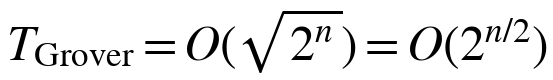 T_Grover = O(√2^n) = O(2^{n/2})